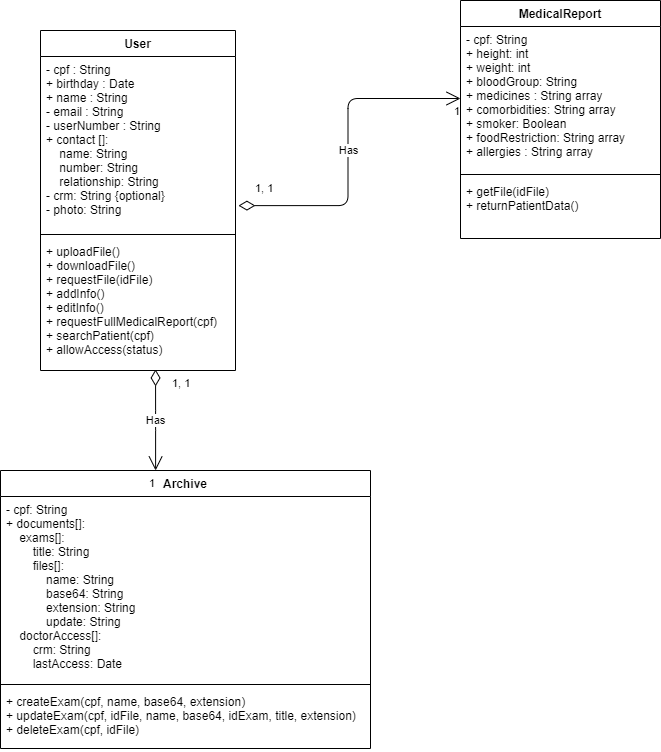 User
- cpf : String
+ birthday : Date
+ name : String
- email : String
- userNumber : String
+ contact []:
name: String
number: String
relationship: String
- crm: String {optional}
- photo: String
+ uploadFile()
+ downloadFile()
+ requestFile(idFile)
+ addInfo()
+ editInfo()
+ requestFullMedicalReport(cpf)
+ searchPatient(cpf)
+ allowAccess(status)
1, 1
Has
1
MedicalReport
- cpf: String
+ height: int
+ weight: int
+ bloodGroup: String
+ medicines : String array
+ comorbidities: String array
+ smoker: Boolean
+ foodRestriction: String array
+ allergies : String array
+ getFile(idFile)
+ returnPatientData()
1, 1
Has
1
Archive
- cpf: String
+ documents[]:
exams[]:
title: String
files[]:
name: String
base64: String
extension: String
update: String
doctorAccess[]:
crm: String
lastAccess: Date
+ createExam(cpf, name, base64, extension)
+ updateExam(cpf, idFile, name, base64, idExam, title, extension)
+ deleteExam(cpf, idFile)